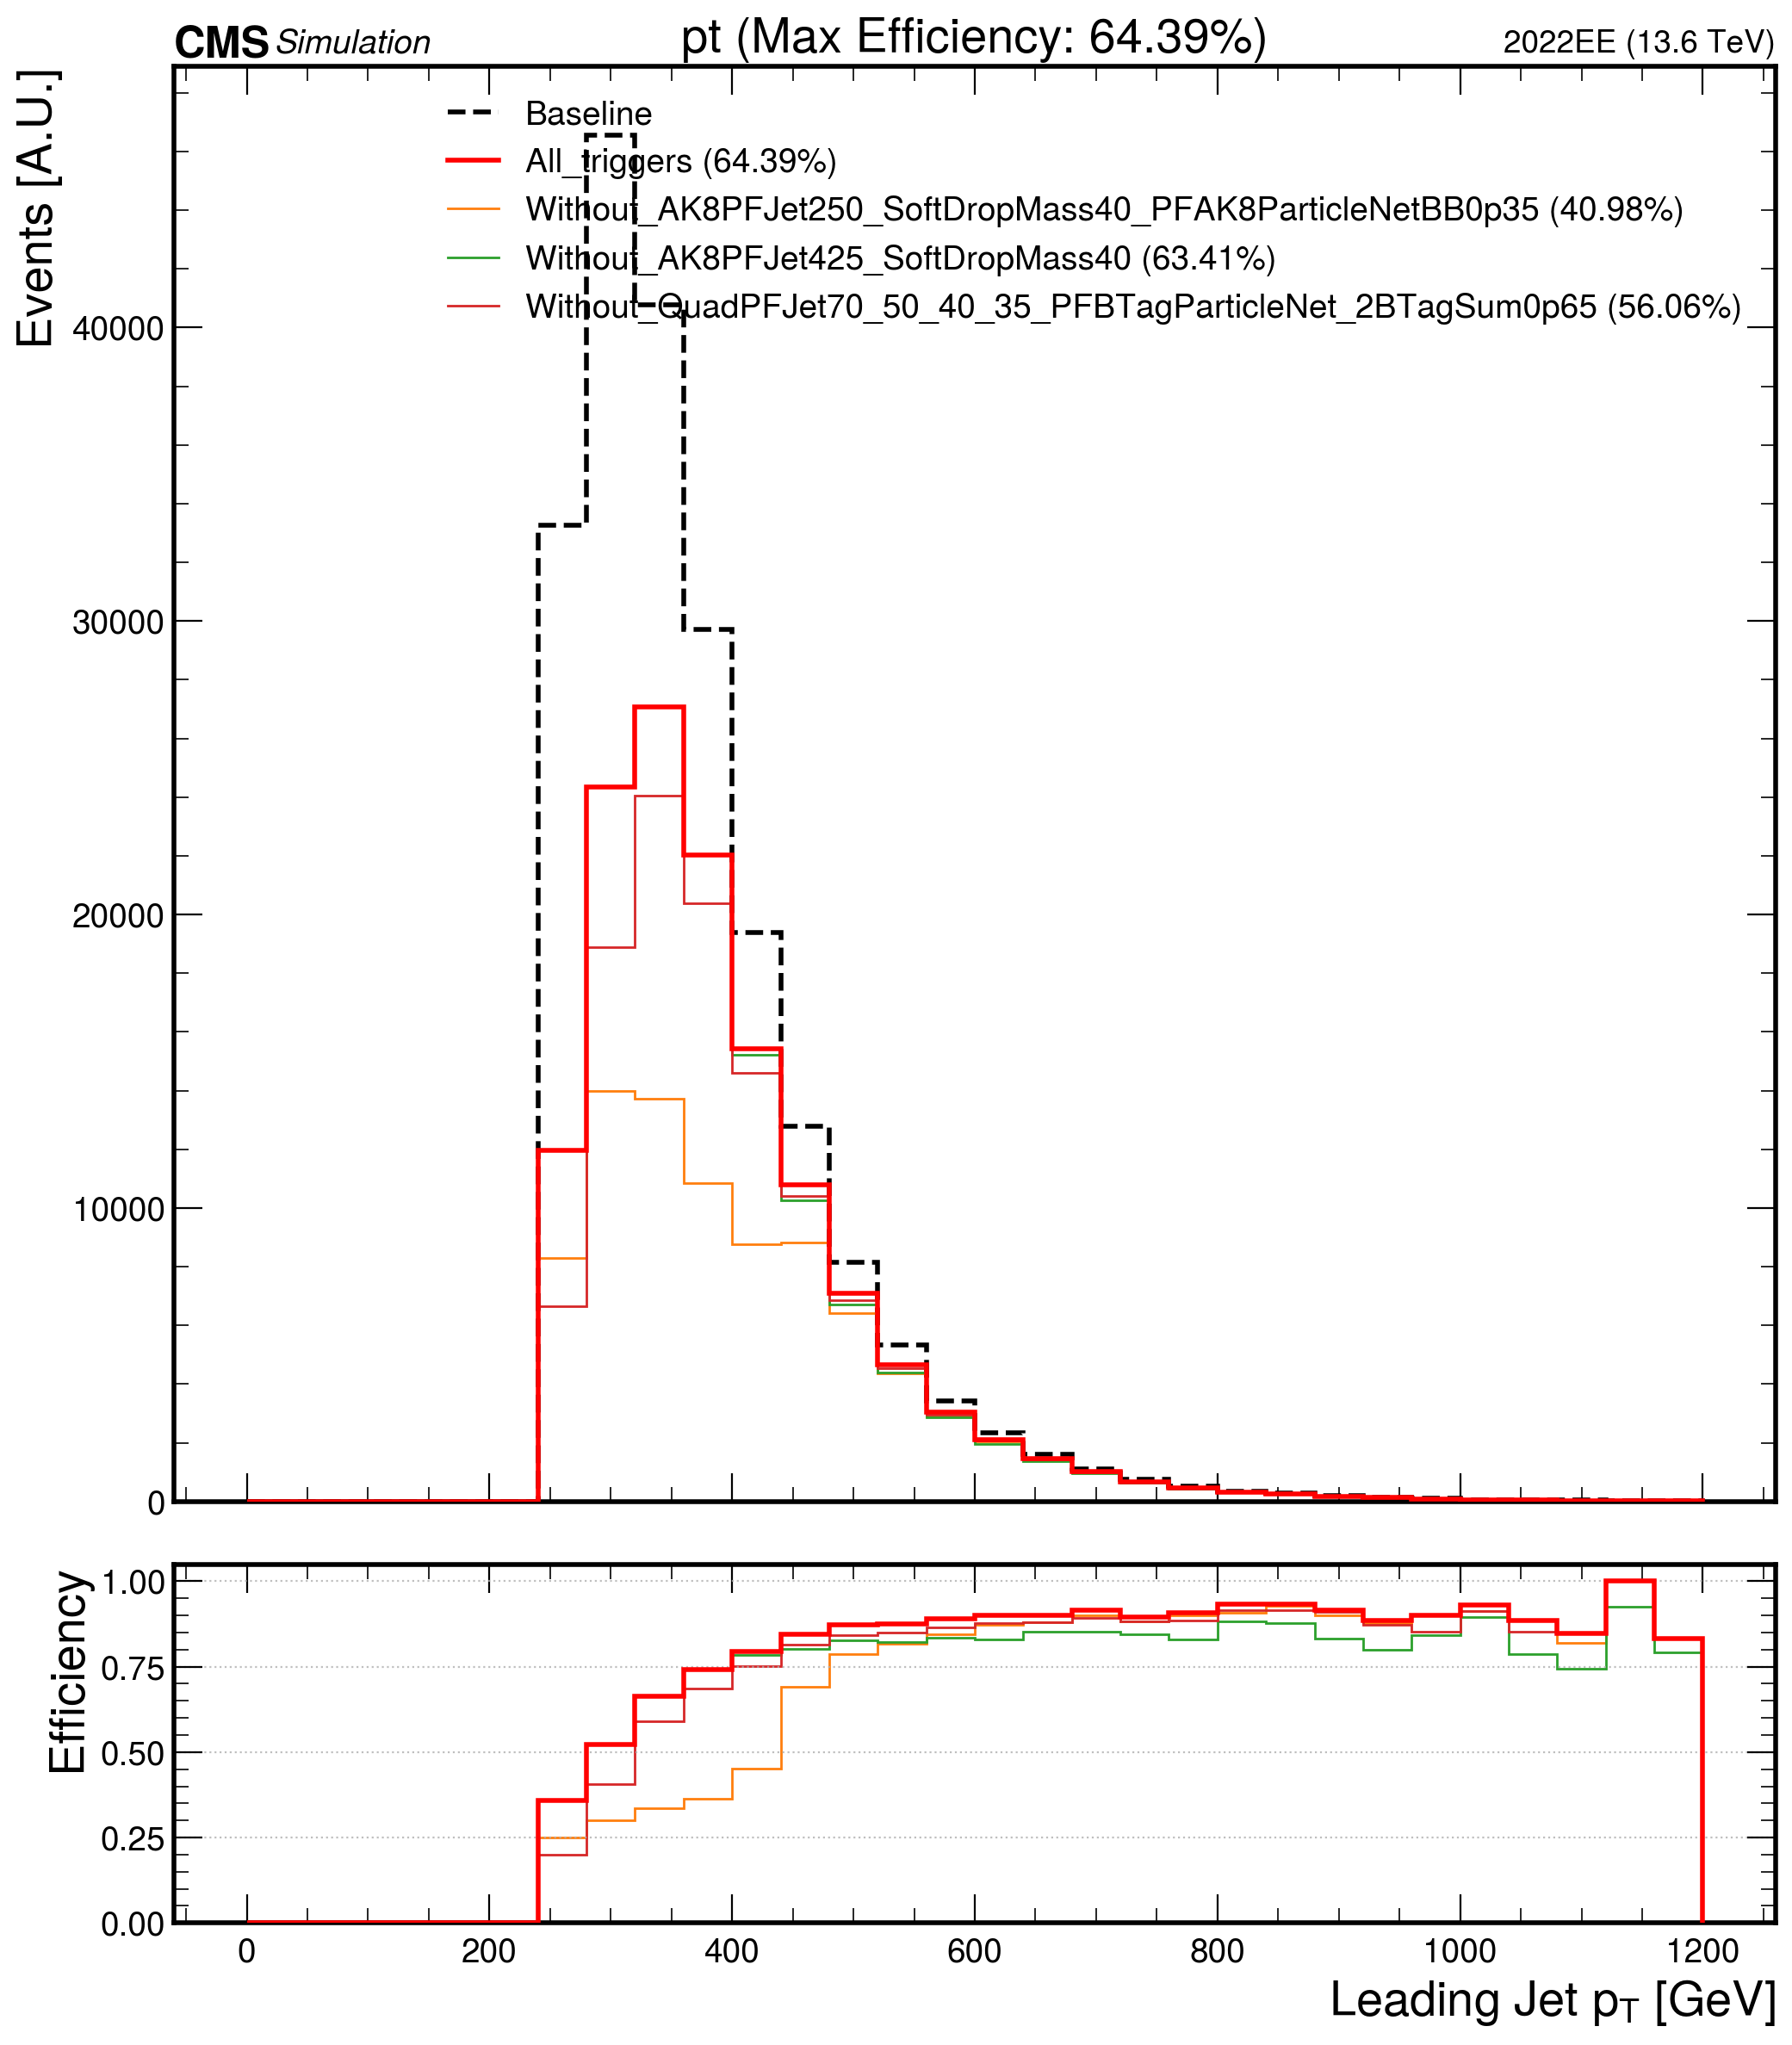 CMS Simulation pt (Max Efficiency: 64.39%) 2022EE (13.6 TeV)
Events [A.U.]
Baseline
All_triggers (64.39%)
Without_AK8PFJet250_SoftDropMass40_PFAK8ParticleNetBB0p35 (40.98%)
Without_AK8PFJet425_SoftDropMass40 (63.41%)
Without_QuadPFJet70_50_40_35_PFBTagParticleNet_2BTagSum0p65 (56.06%)
40000
30000
20000
10000
0
Efficiency
1.00
0.75
0.50
0.25
0.00
0 200 400 600 800 1000 1200
Leading Jet pT [GeV]